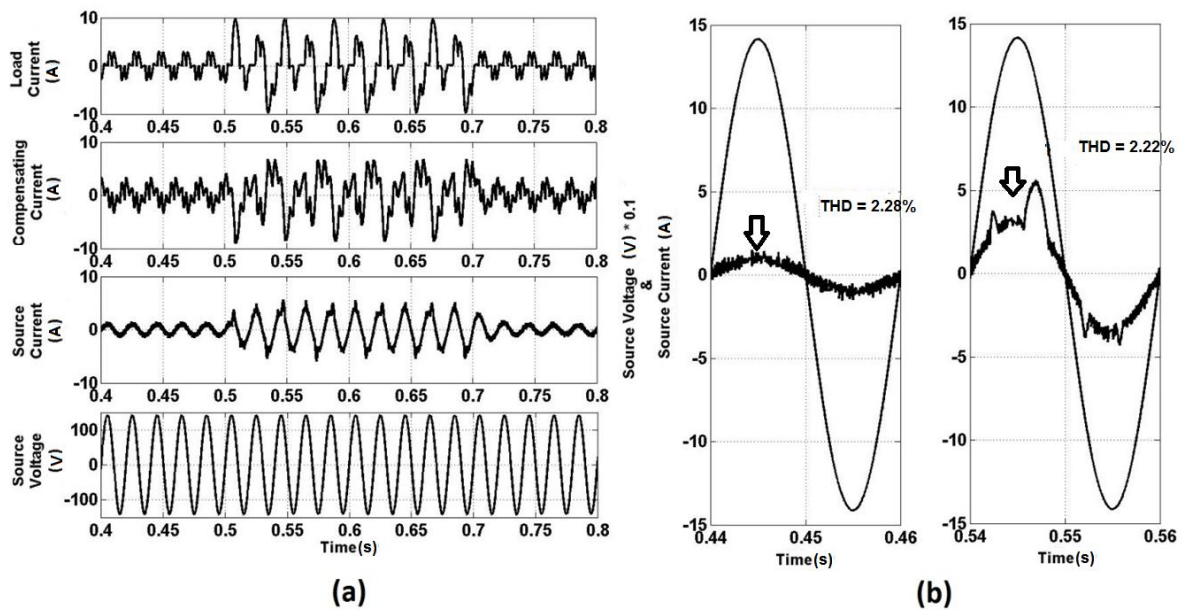 Load
Current
(A)
10
0
-10
0.4 0.45 0.5 0.55 0.6 0.65 0.7 0.75 0.8
Compensating
Current
(A)
10
0
-10
0.4 0.45 0.5 0.55 0.6 0.65 0.7 0.75 0.8
Source
Current
(A)
10
0
-10
0.4 0.45 0.5 0.55 0.6 0.65 0.7 0.75 0.8
Source
Voltage
(V)
100
0
-100
0.4 0.45 0.5 0.55 0.6 0.65 0.7 0.75 0.8
Time(s)
(a)
Source Voltage (V) * 0.1
&
Source Current (A)
15
10
5
0
-5
-10
-15
THD = 2.28%
0.44 0.45 0.46
Time(s)
15
10
5
0
-5
-10
-15
THD = 2.22%
0.54 0.55 0.56
Time(s)
(b)